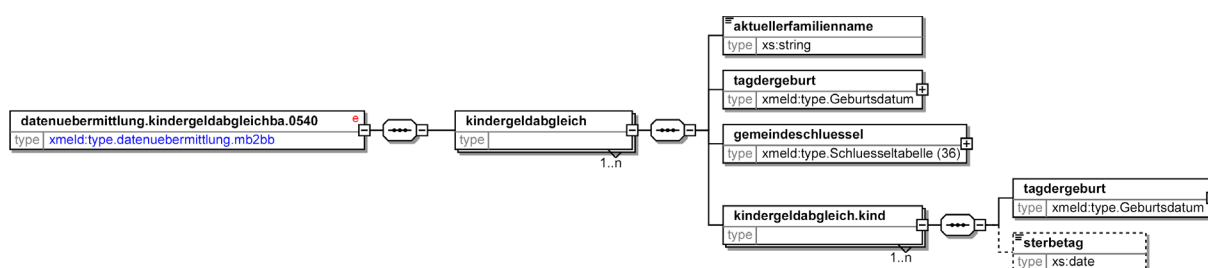 datenuebermittlung.kindergeldabgleichba.0540 e
type xmeld:type.datenuebermittlung.mb2bb
kindergeldabgleich
type
1..n
aktuellerfamilienname
type xs:string
tagdergeburt
type xmeld:type.Geburtsdatum
gemeindeschluessel
type xmeld:type.Schluesseltabelle (36)
kindergeldabgleich.kind
type
1..n
tagdergeburt
type xmeld:type.Geburtsdatum
sterbetag
type xs:date